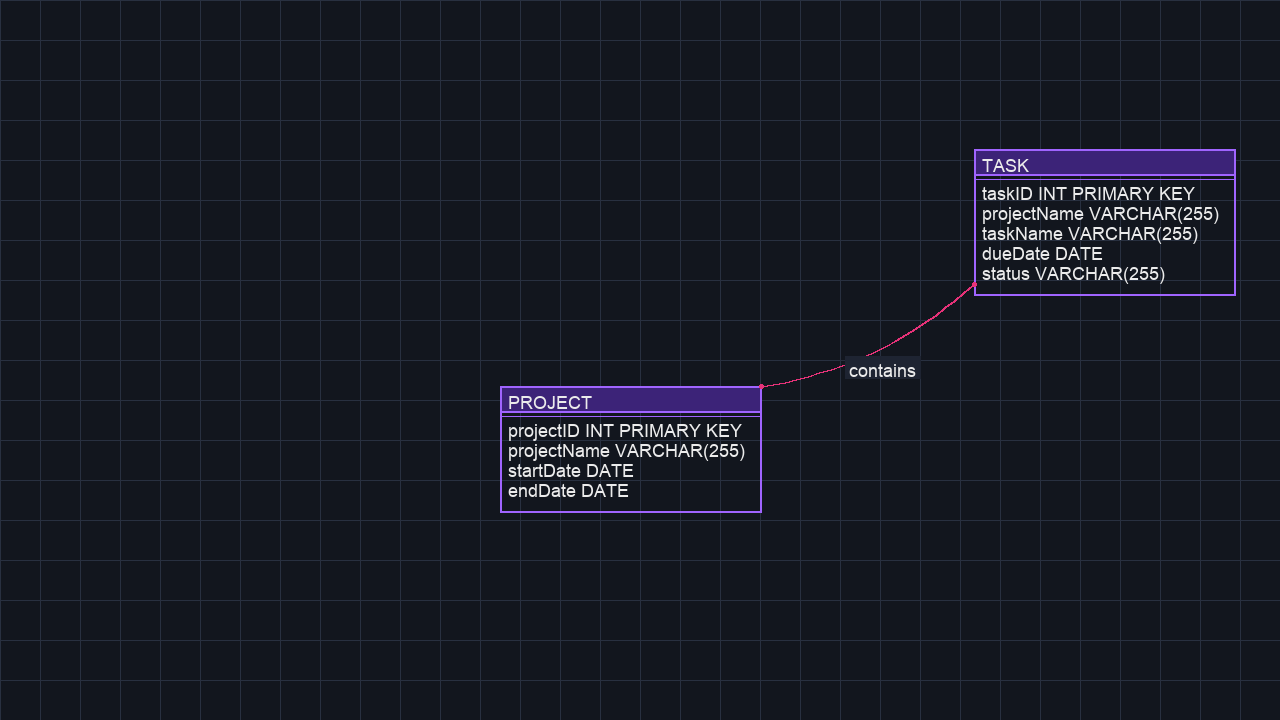 TASK
taskID INT PRIMARY KEY
projectName VARCHAR(255)
taskName VARCHAR(255)
dueDate DATE
status VARCHAR(255)
contains
PROJECT
projectID INT PRIMARY KEY
projectName VARCHAR(255)
startDate DATE
endDate DATE